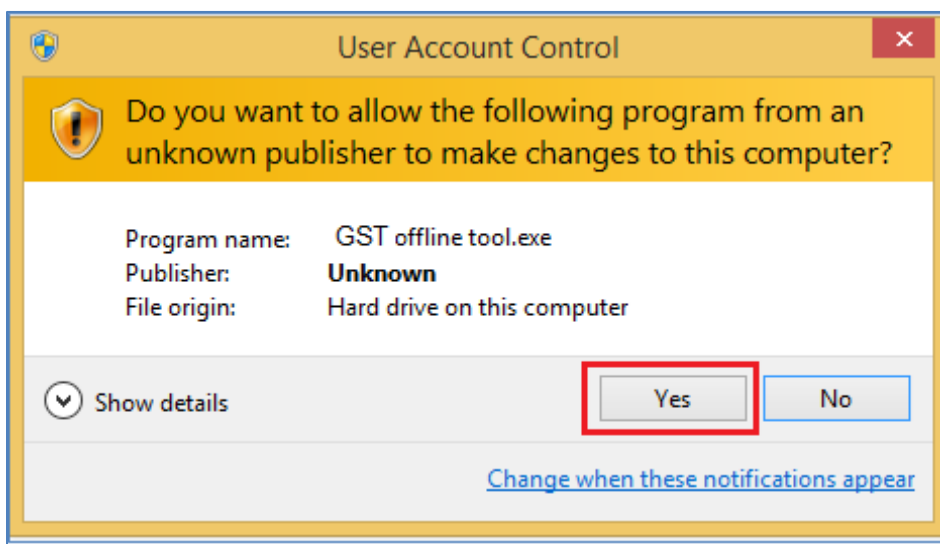 User Account Control
Do you want to allow the following program from an
unknown publisher to make changes to this computer?
Program name: GST offline tool.exe
Publisher: Unknown
File origin: Hard drive on this computer
Show details
Yes
No
Change when these notifications appear